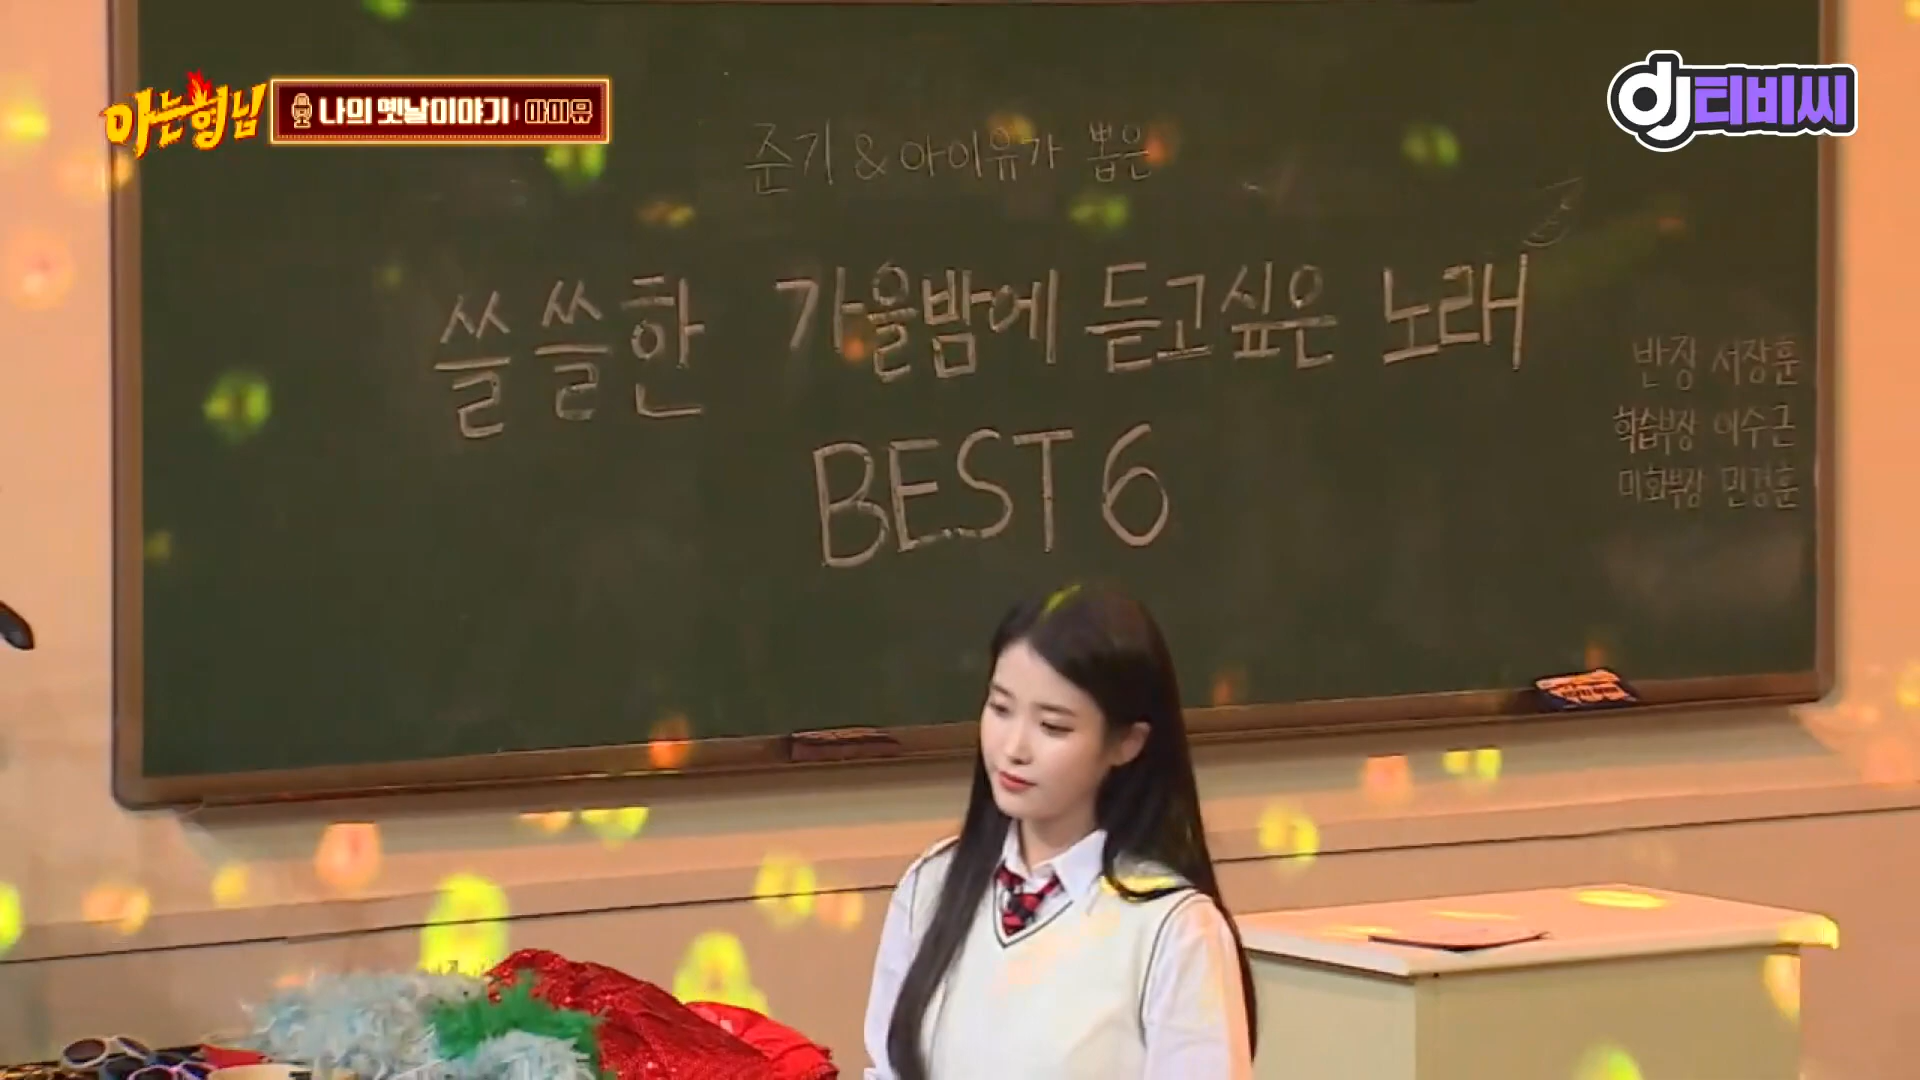 아는형님
나의 옛날이야기 | 아이유
dj티비씨
준기 & 아이유가 뽑은
쓸쓸한 가을밤에 듣고싶은 노래
BEST 6
반장 서장훈
학습부장 이수근
미화부장 민경훈